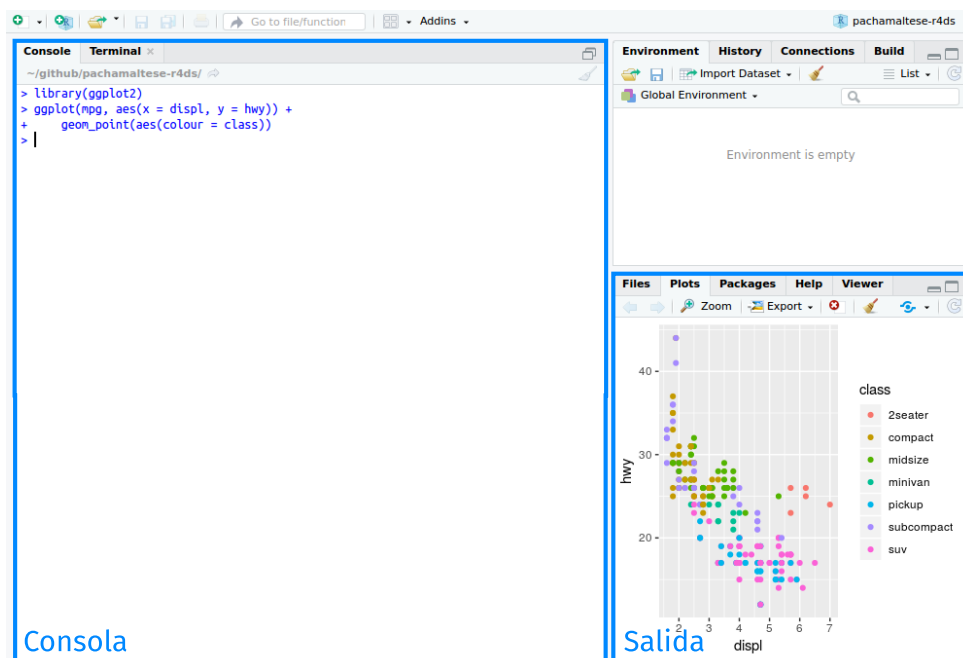 Go to file/function
Addins
pachamaltese-r4ds
Console Terminal
~/github/pachamaltese-r4ds/
> library(ggplot2)
> ggplot(mpg, aes(x = displ, y = hwy)) +
+     geom_point(aes(colour = class))
>
Consola
Environment History Connections Build
Import Dataset List
Global Environment
Environment is empty
Files Plots Packages Help Viewer
Zoom Export
40
30
20
hwy
2 3 4 5 6 7
displ
class
2seater
compact
midsize
minivan
pickup
subcompact
suv
Salida